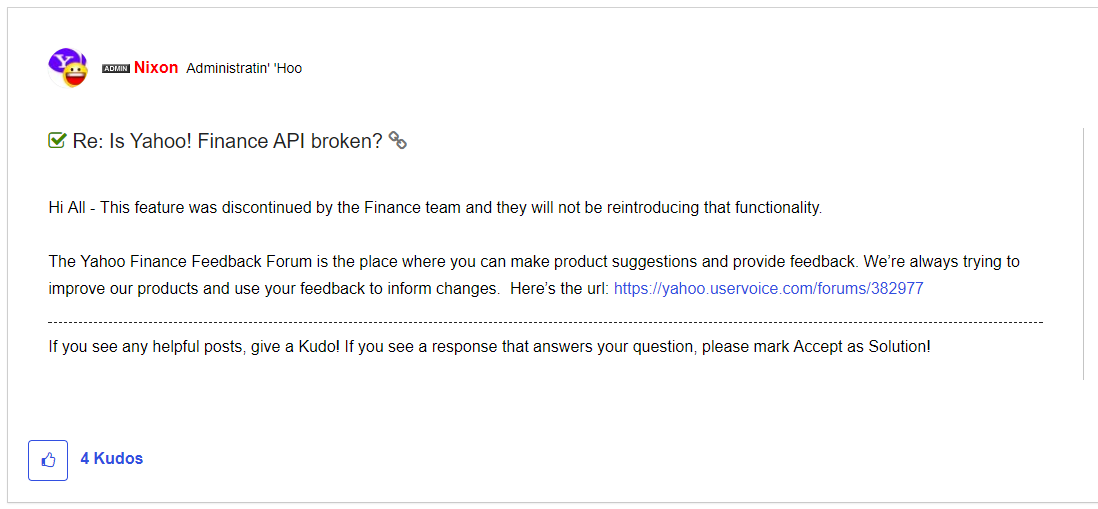 ADMIN Nixon Administratin' 'Hoo
Re: Is Yahoo! Finance API broken?
Hi All - This feature was discontinued by the Finance team and they will not be reintroducing that functionality.
The Yahoo Finance Feedback Forum is the place where you can make product suggestions and provide feedback. We’re always trying to
improve our products and use your feedback to inform changes.  Here’s the url: https://yahoo.uservoice.com/forums/382977
If you see any helpful posts, give a Kudo! If you see a response that answers your question, please mark Accept as Solution!
4 Kudos